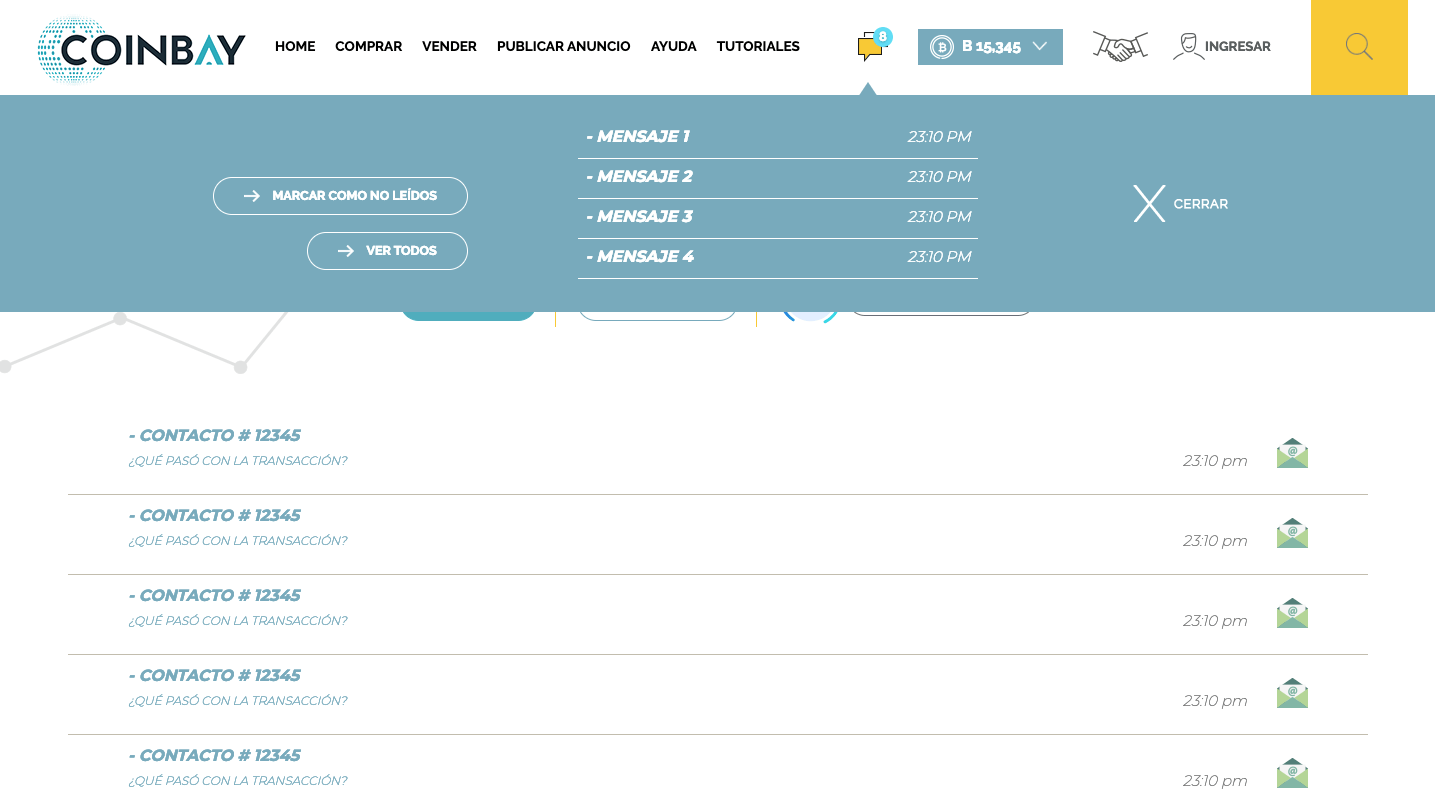 COINBAY
HOME COMPRAR VENDER PUBLICAR ANUNCIO AYUDA TUTORIALES
8
B 15,345
INGRESAR
- MENSAJE 1 23:10 PM
- MENSAJE 2 23:10 PM
- MENSAJE 3 23:10 PM
- MENSAJE 4 23:10 PM
MARCAR COMO NO LEÍDOS
VER TODOS
X CERRAR
- CONTACTO # 12345
¿QUÉ PASÓ CON LA TRANSACCIÓN? 23:10 pm
- CONTACTO # 12345
¿QUÉ PASÓ CON LA TRANSACCIÓN? 23:10 pm
- CONTACTO # 12345
¿QUÉ PASÓ CON LA TRANSACCIÓN? 23:10 pm
- CONTACTO # 12345
¿QUÉ PASÓ CON LA TRANSACCIÓN? 23:10 pm
- CONTACTO # 12345
¿QUÉ PASÓ CON LA TRANSACCIÓN? 23:10 pm